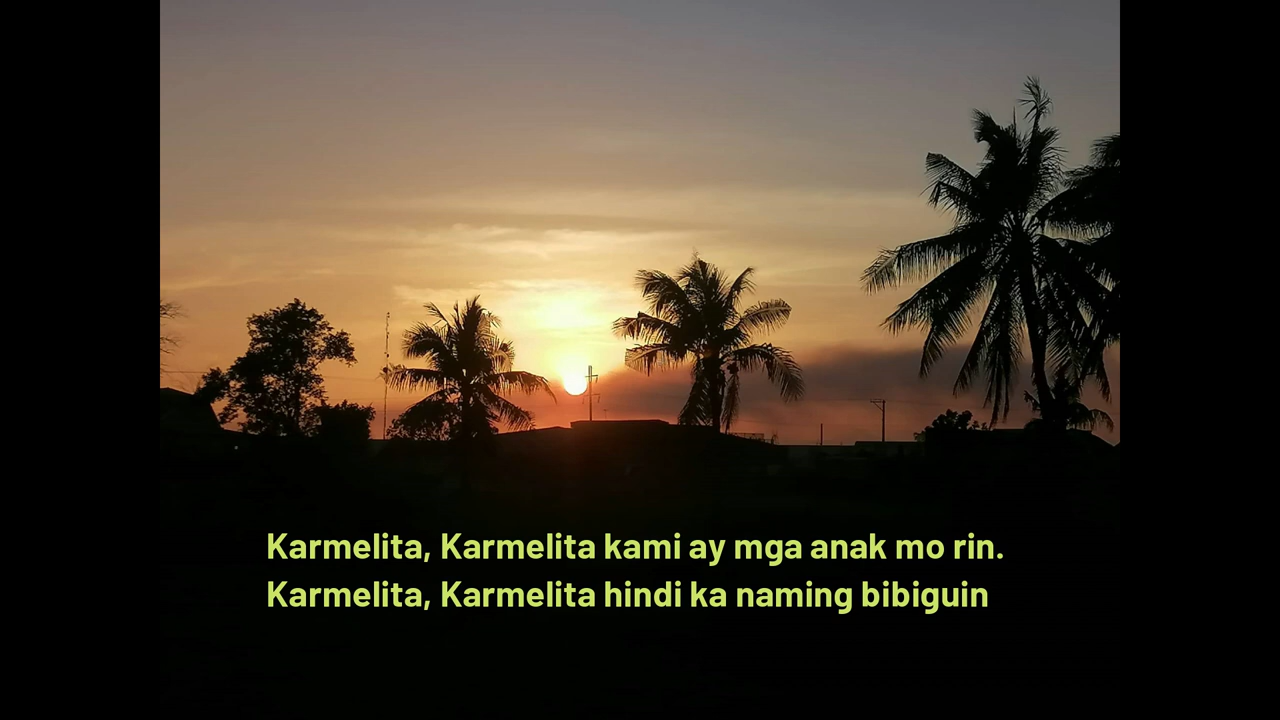 Karmelita, Karmelita kami ay mga anak mo rin.
Karmelita, Karmelita hindi ka naming bibiguin